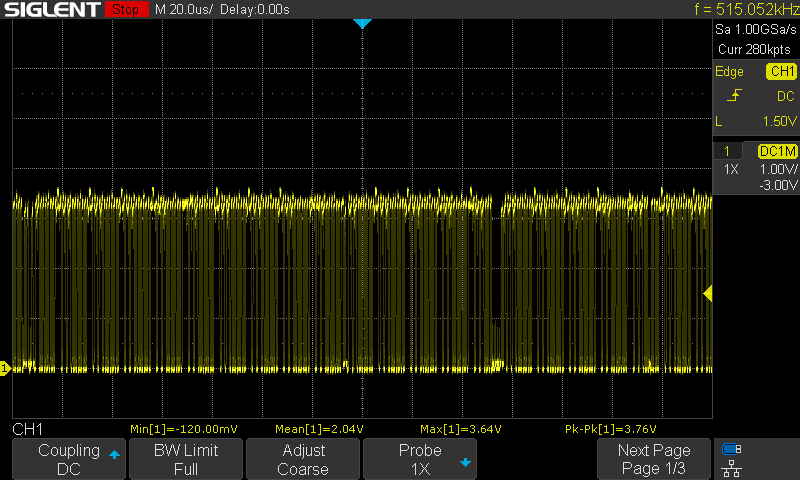 SIGLENT Stop M 20.0us/ Delay:0.00s f = 515.052kHz
Sa 1.00GSa/s
Curr 280kpts
Edge CH1
DC
L 1.50V
1 DC1M
1X 1.00V/
-3.00V
1
CH1 Min[1]=-120.00mV Mean[1]=2.04V Max[1]=3.64V Pk-Pk[1]=3.76V
Coupling BW Limit Adjust Probe Next Page
DC Full Coarse 1X Page 1/3